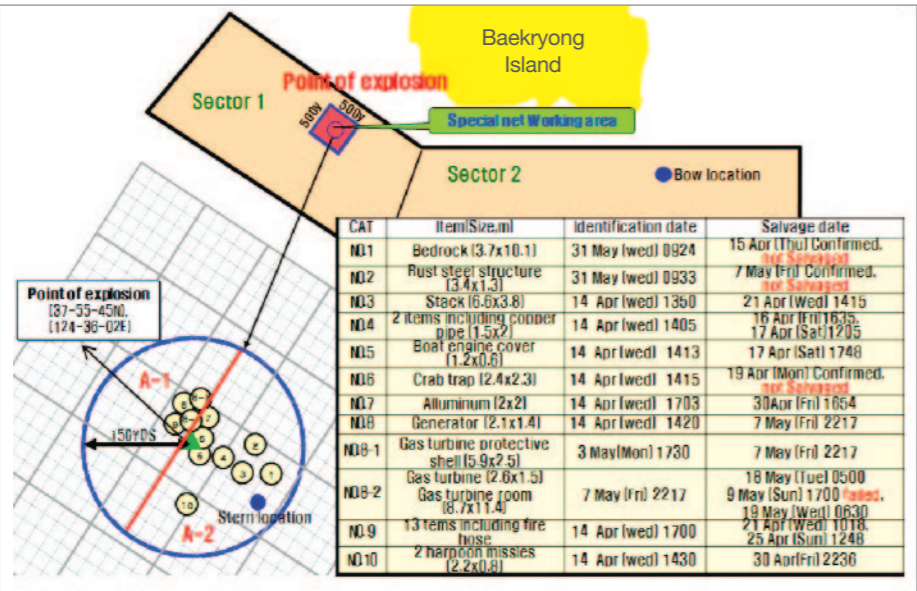 Baekryong
Island
Point of explosion
Sector 1
500y
500y
Special net Working area
Sector 2
Bow location
Point of explosion
(37-55-45N),
(124-36-02E)
A-1
150YDS
2
5
6
4
3
1
10
Stern location
A-2
CAT Item(Size,m) Identification date Salvage date
NO.1 Bedrock (3.7x10.1) 31 May (wed) 0924 15 Apr (Thu) Confirmed, not Salvaged
NO.2 Rust steel structure (3.4x1.3) 31 May (wed) 0933 7 May (Fri) Confirmed, not Salvaged
NO.3 Stack (6.6x3.8) 14 Apr (wed) 1350 21 Apr (Wed) 1415
NO.4 2 items including copper pipe (1.5x2) 14 Apr (wed) 1405 16 Apr (Fri)1635, 17 Apr (Sat)1205
NO.5 Boat engine cover (1.2x0.6) 14 Apr (wed) 1413 17 Apr (Sat) 1748
NO.6 Crab trap (2.4x2.3) 14 Apr (wed) 1415 19 Apr (Mon) Confirmed, not Salvaged
NO.7 Alluminum (2x2) 14 Apr (wed) 1703 30Apr (Fri) 1654
NO.8 Generator (2.1x1.4) 14 Apr (wed) 1420 7 May (Fri) 2217
NO.8-1 Gas turbine protective shell (5.9x2.5) 3 May(Mon) 1730 7 May (Fri) 2217
NO.8-2 Gas turbine (2.6x1.5) Gas turbine room (8.7x11.4) 7 May (Fri) 2217 18 May (Tue) 0500 9 May (Sun) 1700 failed, 19 May (Wed) 0630
NO.9 13 tems including fire hose 14 Apr (wed) 1700 21 Apr (Wed) 1018, 25 Apr (Sun) 1248
NO.10 2 harpoon missles (2.2x0.8) 14 Apr (wed) 1430 30 Apr(Fri) 2236